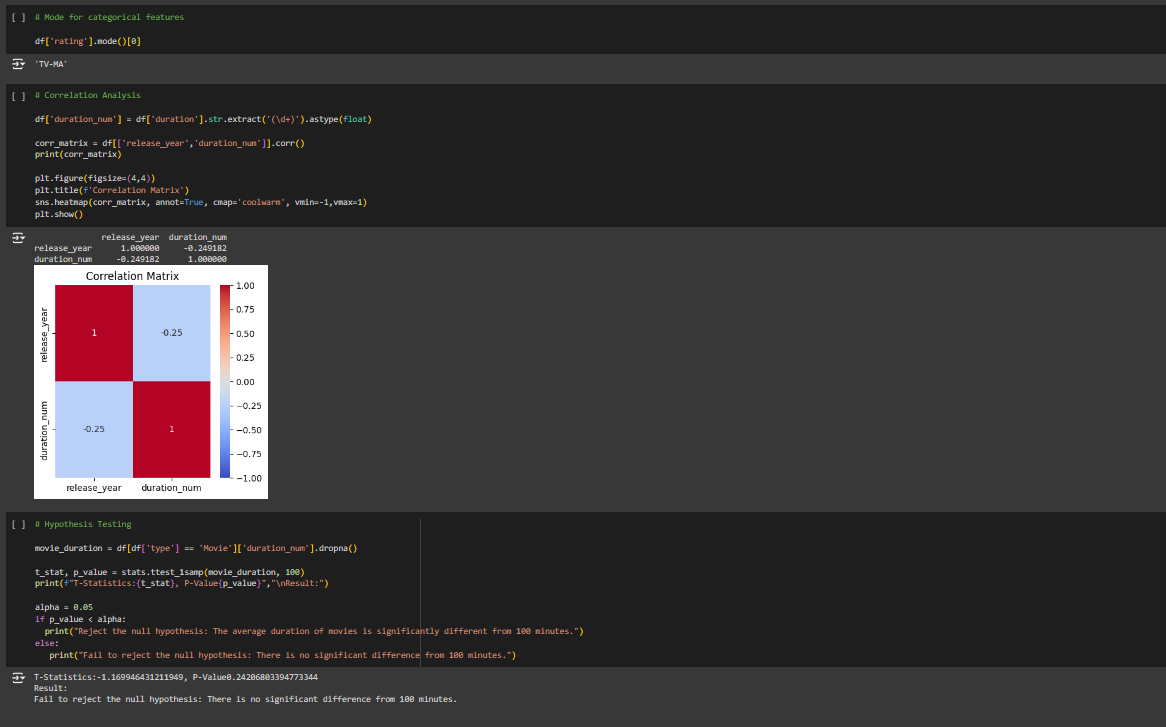 [ ] # Mode for categorical features
df['rating'].mode()[0]
'TV-MA'
[ ] # Correlation Analysis
df['duration_num'] = df['duration'].str.extract('(\d+)').astype(float)
corr_matrix = df[['release_year','duration_num']].corr()
print(corr_matrix)
plt.figure(figsize=(4,4))
plt.title(f'Correlation Matrix')
sns.heatmap(corr_matrix, annot=True, cmap='coolwarm', vmin=-1,vmax=1)
plt.show()
release_year duration_num
release_year 1.000000 -0.249182
duration_num -0.249182 1.000000
Correlation Matrix
1.00
0.75
0.50
0.25
0.00
-0.25
-0.50
-0.75
-1.00
release_year
1 -0.25
duration_num
-0.25 1
release_year duration_num
[ ] # Hypothesis Testing
movie_duration = df[df['type'] == 'Movie']['duration_num'].dropna()
t_stat, p_value = stats.ttest_1samp(movie_duration, 100)
print(f"T-Statistics:{t_stat}, P-Value{p_value}","\nResult:")
alpha = 0.05
if p_value < alpha:
print("Reject the null hypothesis: The average duration of movies is significantly different from 100 minutes.")
else:
print("Fail to reject the null hypothesis: There is no significant difference from 100 minutes.")
T-Statistics:-1.169946431211949, P-Value0.24206803394773344
Result:
Fail to reject the null hypothesis: There is no significant difference from 100 minutes.